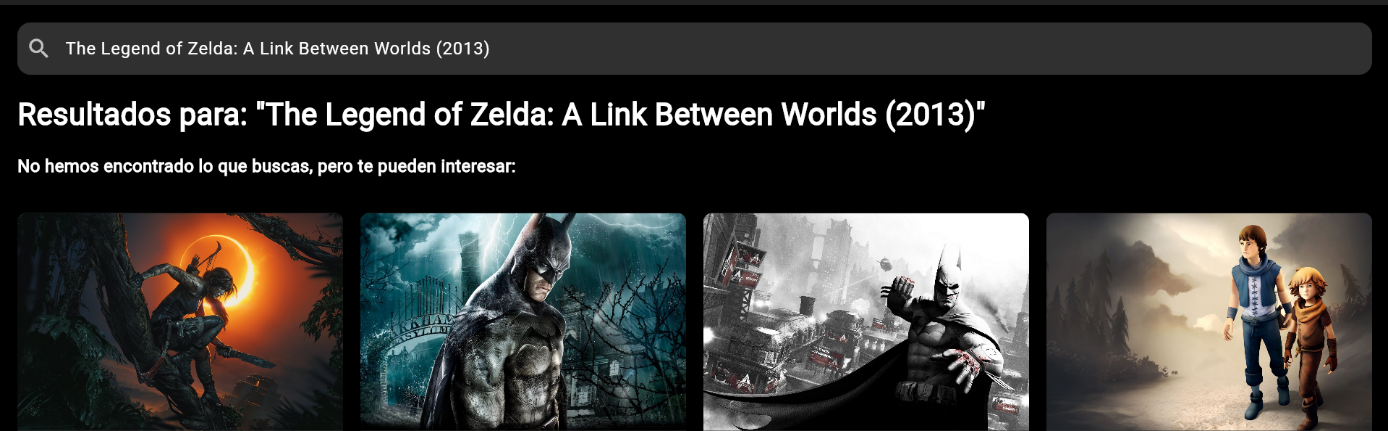 The Legend of Zelda: A Link Between Worlds (2013)
Resultados para: "The Legend of Zelda: A Link Between Worlds (2013)"
No hemos encontrado lo que buscas, pero te pueden interesar: